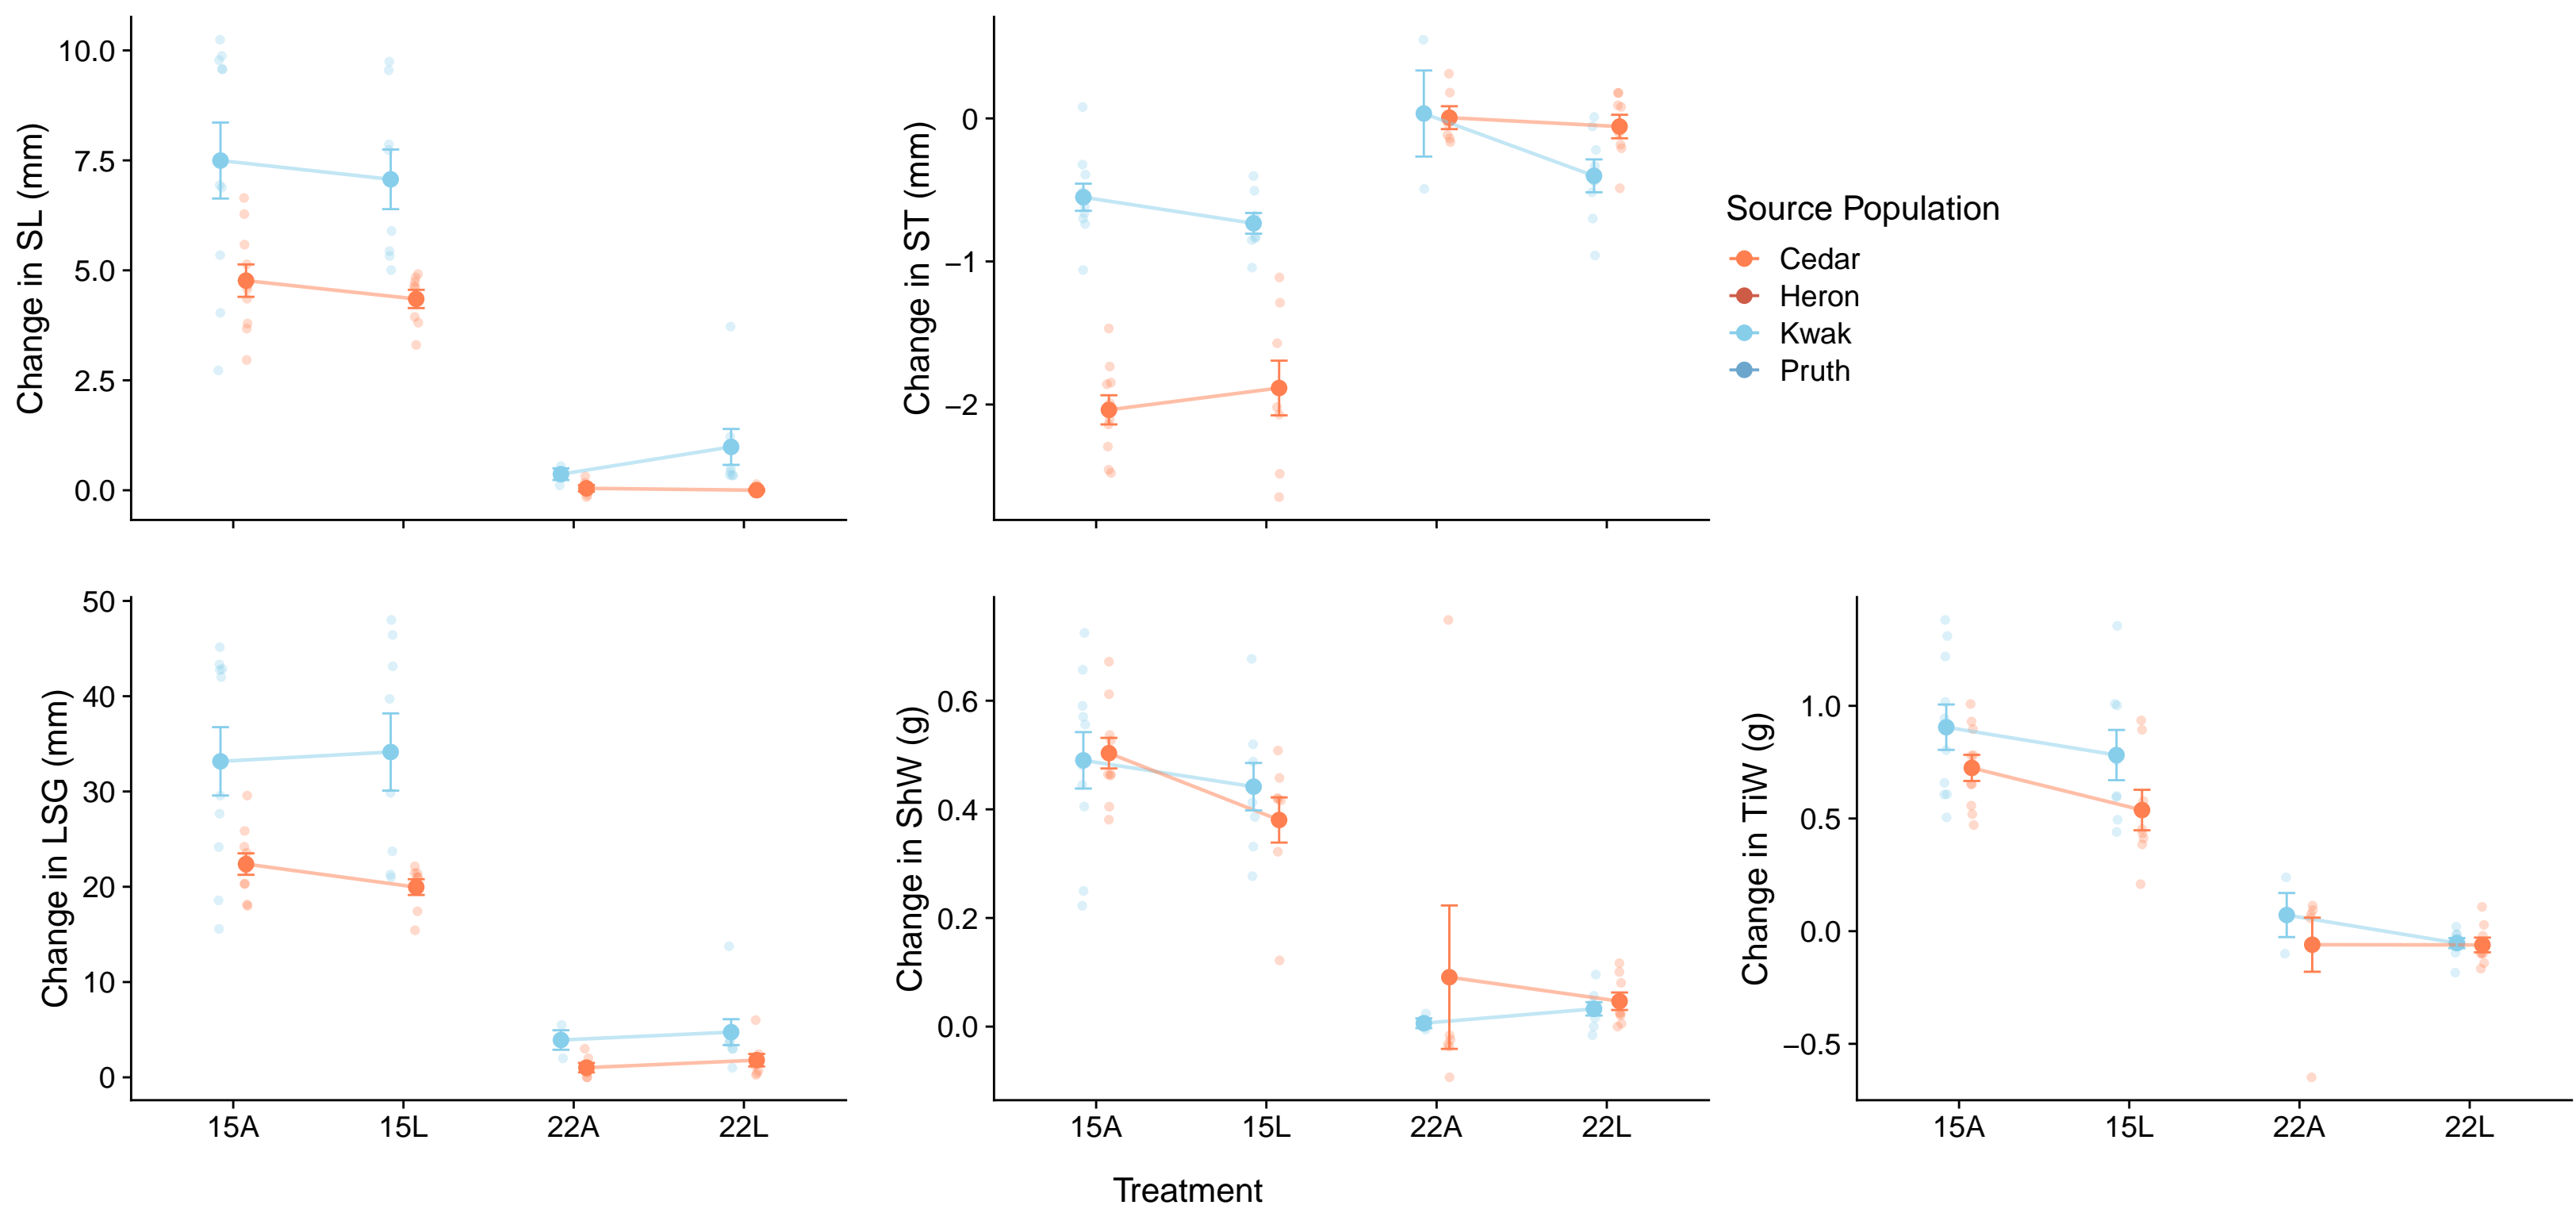 Change in SL (mm)
10.0
7.5
5.0
2.5
0.0
Change in ST (mm)
0
−1
−2
Source Population
Cedar
Heron
Kwak
Pruth
Change in LSG (mm)
50
40
30
20
10
0
15A 15L 22A 22L
Change in ShW (g)
0.6
0.4
0.2
0.0
15A 15L 22A 22L
Change in TiW (g)
1.0
0.5
0.0
−0.5
15A 15L 22A 22L
Treatment